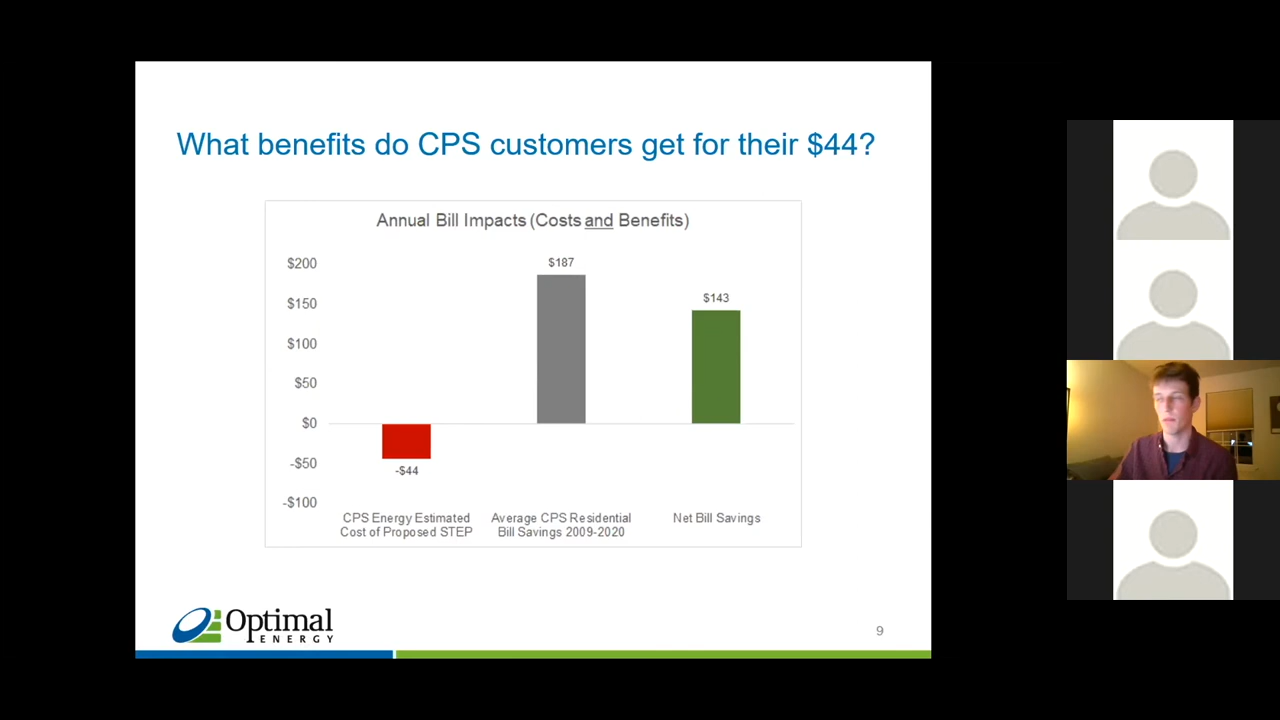 What benefits do CPS customers get for their $44?
Annual Bill Impacts (Costs and Benefits)
$200
$150
$100
$50
$0
-$50
-$100
$187
$143
-$44
CPS Energy Estimated
Cost of Proposed STEP
Average CPS Residential
Bill Savings 2009-2020
Net Bill Savings
Optimal
ENERGY
9